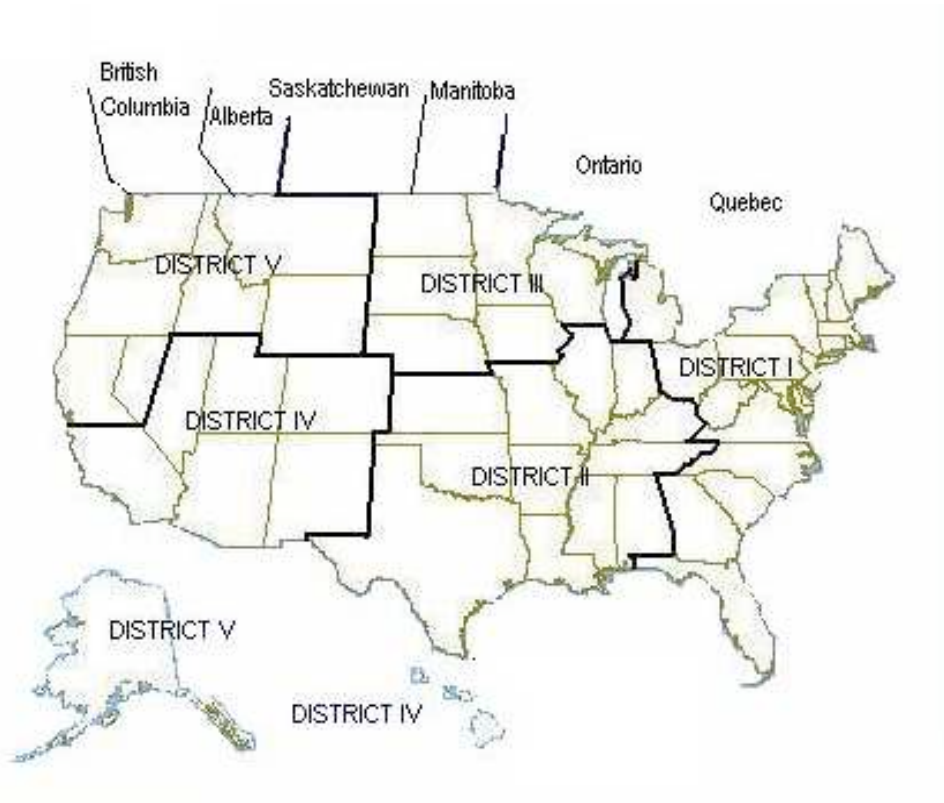 British
Columbia
Alberta
Saskatchewan
Manitoba
Ontario
Quebec
DISTRICT V
DISTRICT III
DISTRICT I
DISTRICT IV
DISTRICT II
DISTRICT V
DISTRICT IV